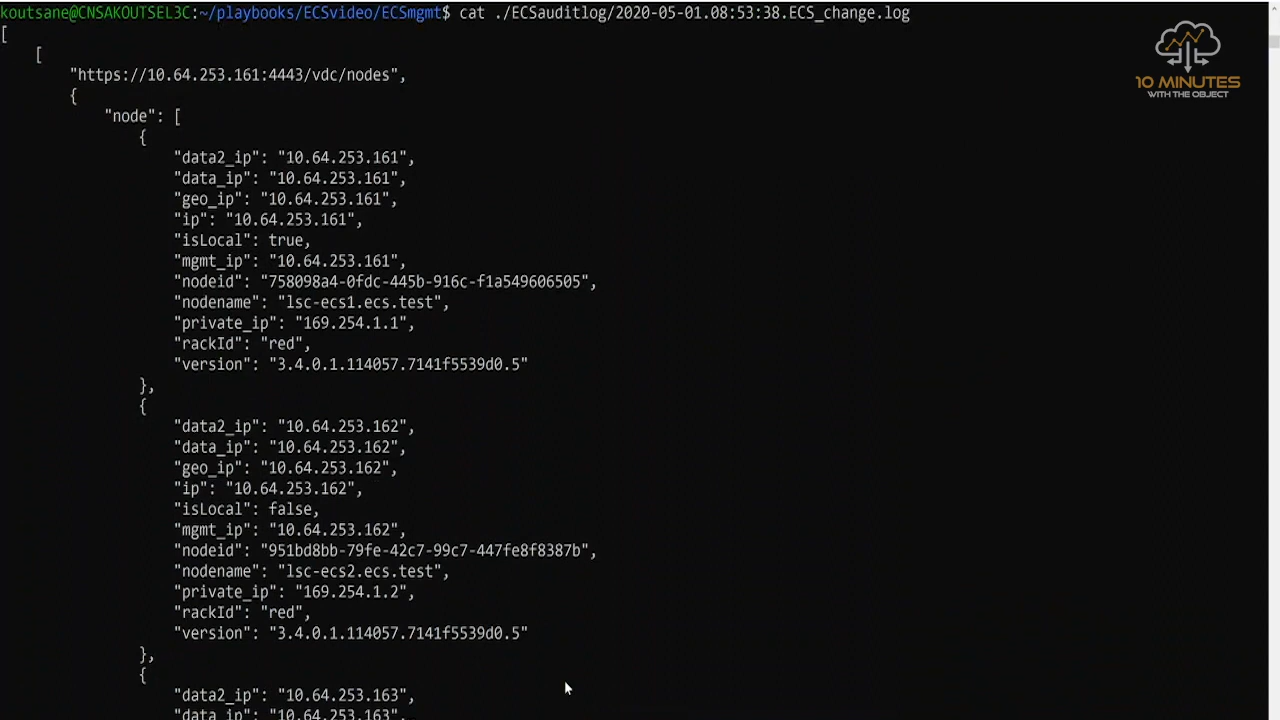 koutsane@CNSAKOUTSEL3C:~/playbooks/ECSvideo/ECSmgmt$ cat ./ECSauditlog/2020-05-01.08:53:38.ECS_change.log
[
[
"https://10.64.253.161:4443/vdc/nodes",
{
"node": [
{
"data2_ip": "10.64.253.161",
"data_ip": "10.64.253.161",
"geo_ip": "10.64.253.161",
"ip": "10.64.253.161",
"isLocal": true,
"mgmt_ip": "10.64.253.161",
"nodeid": "758098a4-0fdc-445b-916c-f1a549606505",
"nodename": "lsc-ecs1.ecs.test",
"private_ip": "169.254.1.1",
"rackId": "red",
"version": "3.4.0.1.114057.7141f5539d0.5"
},
{
"data2_ip": "10.64.253.162",
"data_ip": "10.64.253.162",
"geo_ip": "10.64.253.162",
"ip": "10.64.253.162",
"isLocal": false,
"mgmt_ip": "10.64.253.162",
"nodeid": "951bd8bb-79fe-42c7-99c7-447fe8f8387b",
"nodename": "lsc-ecs2.ecs.test",
"private_ip": "169.254.1.2",
"rackId": "red",
"version": "3.4.0.1.114057.7141f5539d0.5"
},
{
"data2_ip": "10.64.253.163",
"data_ip": "10.64.253.163",
10 MINUTES
WITH THE OBJECT